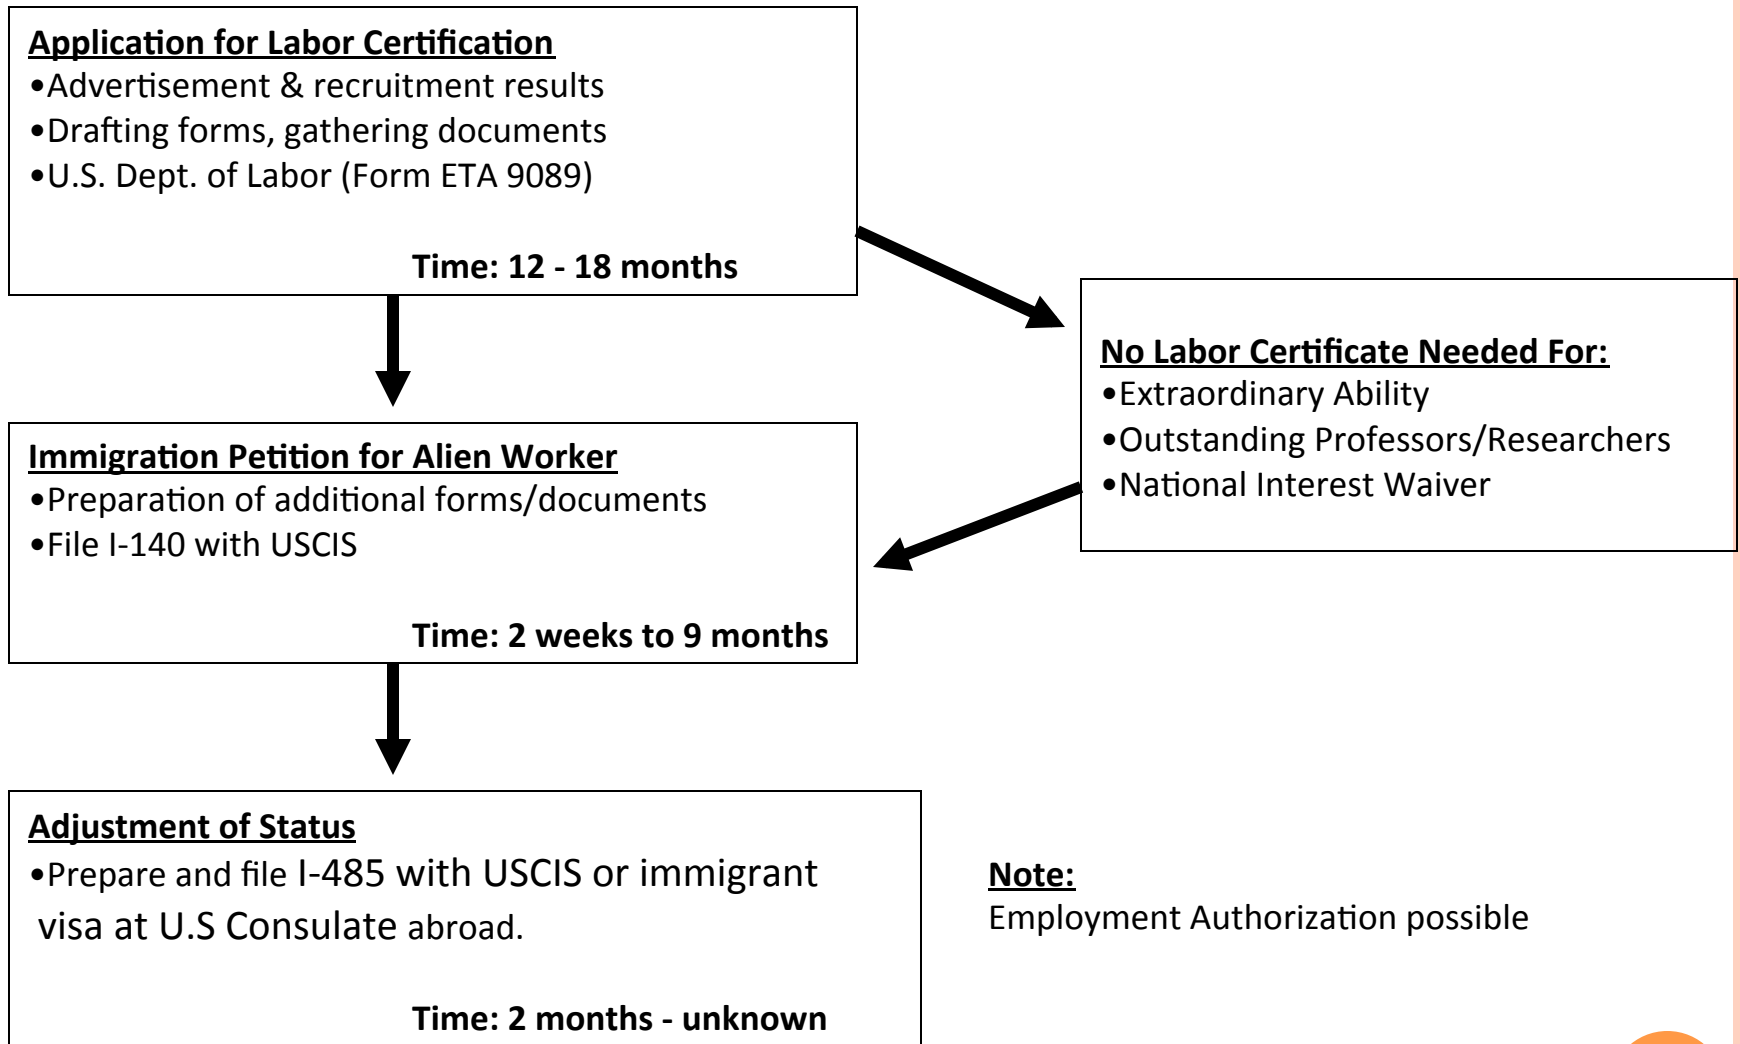 Application for Labor Certification
•Advertisement & recruitment results
•Drafting forms, gathering documents
•U.S. Dept. of Labor (Form ETA 9089)
Time: 12 - 18 months
No Labor Certificate Needed For:
•Extraordinary Ability
•Outstanding Professors/Researchers
•National Interest Waiver
Immigration Petition for Alien Worker
•Preparation of additional forms/documents
•File I-140 with USCIS
Time: 2 weeks to 9 months
Adjustment of Status
•Prepare and file I-485 with USCIS or immigrant
visa at U.S Consulate abroad.
Time: 2 months - unknown
Note:
Employment Authorization possible